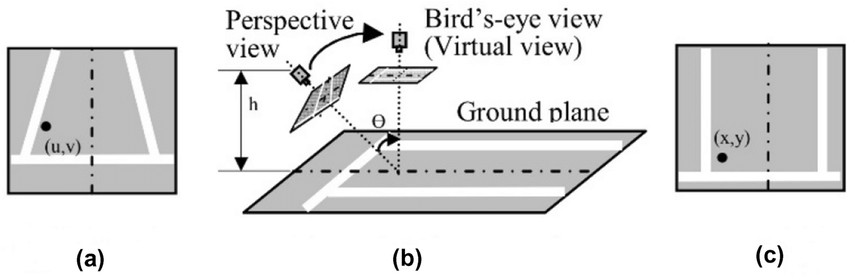 (u,v)
(a)
Perspective
view
Bird's-eye view
(Virtual view)
h
Ө
Ground plane
(b)
(x,y)
(c)